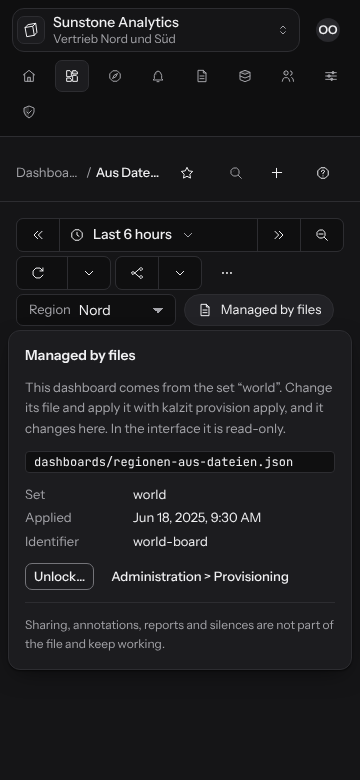 Sunstone Analytics
Vertrieb Nord und Süd
OO
Dashboa... / Aus Date...
Last 6 hours
Region Nord
Managed by files
Managed by files
This dashboard comes from the set “world”. Change
its file and apply it with kalzit provision apply, and it
changes here. In the interface it is read-only.
dashboards/regionen-aus-dateien.json
Set world
Applied Jun 18, 2025, 9:30 AM
Identifier world-board
Unlock... Administration > Provisioning
Sharing, annotations, reports and silences are not part of
the file and keep working.